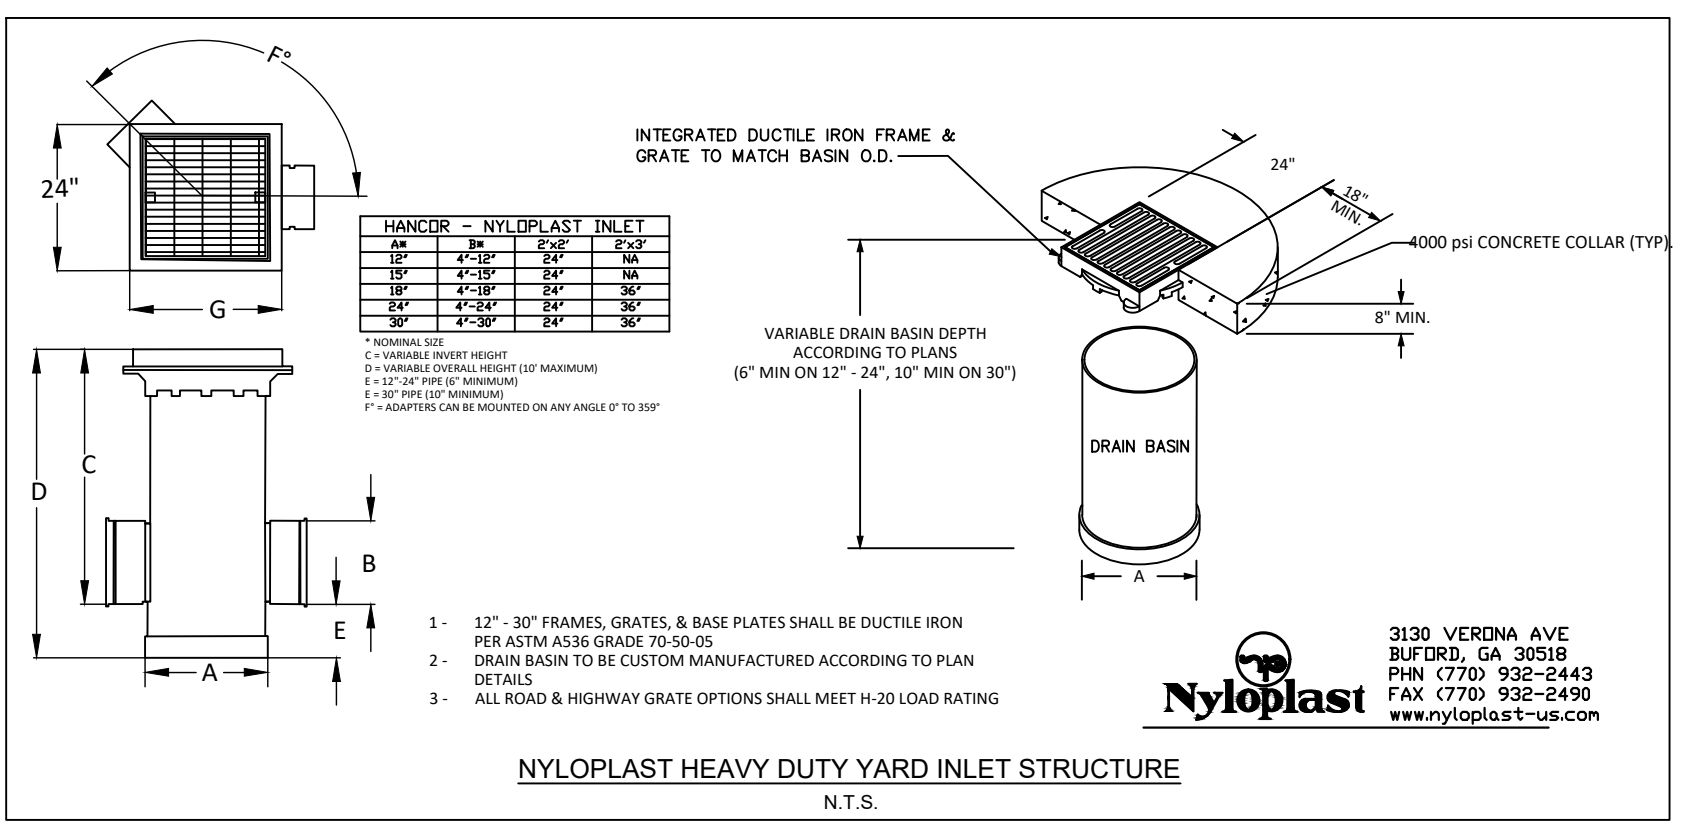 F°
24"
G
HANCOR - NYLOPLAST INLET
A* B* 2'x2' 2'x3'
12" 4"-12" 24" NA
15" 4"-15" 24" NA
18" 4"-18" 24" 36"
24" 4"-24" 24" 36"
30" 4"-30" 24" 36"
* NOMINAL SIZE
C = VARIABLE INVERT HEIGHT
D = VARIABLE OVERALL HEIGHT (10' MAXIMUM)
E = 12"-24" PIPE (6" MINIMUM)
E = 30" PIPE (10" MINIMUM)
F° = ADAPTERS CAN BE MOUNTED ON ANY ANGLE 0° TO 359°
C
D
B
E
A
INTEGRATED DUCTILE IRON FRAME &
GRATE TO MATCH BASIN O.D.
24"
18"
MIN.
4000 psi CONCRETE COLLAR (TYP).
8" MIN.
VARIABLE DRAIN BASIN DEPTH
ACCORDING TO PLANS
(6" MIN ON 12" - 24", 10" MIN ON 30")
DRAIN BASIN
A
1 - 12" - 30" FRAMES, GRATES, & BASE PLATES SHALL BE DUCTILE IRON
PER ASTM A536 GRADE 70-50-05
2 - DRAIN BASIN TO BE CUSTOM MANUFACTURED ACCORDING TO PLAN
DETAILS
3 - ALL ROAD & HIGHWAY GRATE OPTIONS SHALL MEET H-20 LOAD RATING
Nyloplast
3130 VERONA AVE
BUFORD, GA 30518
PHN (770) 932-2443
FAX (770) 932-2490
www.nyloplast-us.com
NYLOPLAST HEAVY DUTY YARD INLET STRUCTURE
N.T.S.